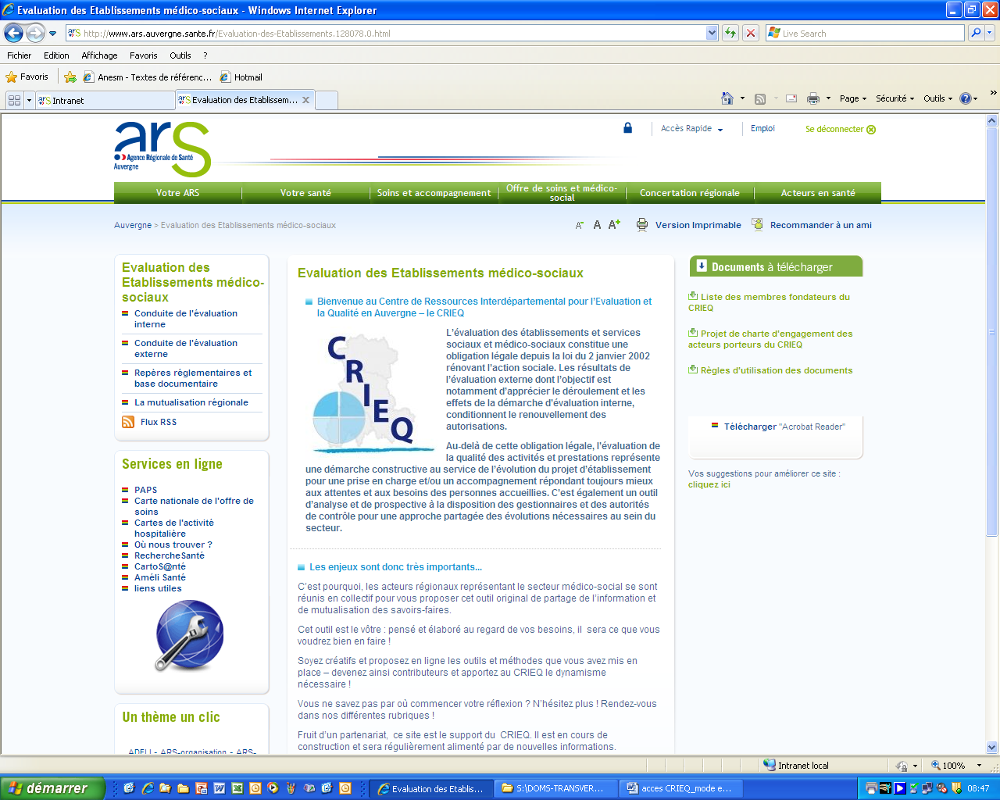 Evaluation des Etablissements médico-sociaux - Windows Internet Explorer
http://www.ars.auvergne.sante.fr/Evaluation-des-Etablissements.128078.0.html
Live Search
Fichier Edition Affichage Favoris Outils ?
Favoris Anesm - Textes de référenc... Hotmail
Intranet Evaluation des Etablissem... Page Sécurité Outils
ars
Agence Régionale de Santé
Auvergne
Accès Rapide Emploi Se déconnecter
Votre ARS Votre santé Soins et accompagnement Offre de soins et médico-social Concertation régionale Acteurs en santé
Auvergne > Evaluation des Etablissements médico-sociaux
A- A A+ Version Imprimable Recommander à un ami
Evaluation des
Etablissements médico-
sociaux
Conduite de l'évaluation
interne
Conduite de l'évaluation
externe
Repères réglementaires et
base documentaire
La mutualisation régionale
Flux RSS
Services en ligne
PAPS
Carte nationale de l'offre de
soins
Cartes de l'activité
hospitalière
Où nous trouver ?
RechercheSanté
CartoS@nté
Améli Santé
liens utiles
Un thème un clic
ADELI - ARS-organisation - ARS-
Evaluation des Etablissements médico-sociaux
Bienvenue au Centre de Ressources Interdépartemental pour l'Evaluation et
la Qualité en Auvergne – le CRIEQ
CRIEQ
L'évaluation des établissements et services
sociaux et médico-sociaux constitue une
obligation légale depuis la loi du 2 janvier 2002
rénovant l'action sociale. Les résultats de
l'évaluation externe dont l'objectif est
notamment d'apprécier le déroulement et les
effets de la démarche d'évaluation interne,
conditionnent le renouvellement des
autorisations.
Au-delà de cette obligation légale, l'évaluation de
la qualité des activités et prestations représente
une démarche constructive au service de l'évolution du projet d'établissement
pour une prise en charge et/ou un accompagnement répondant toujours mieux
aux attentes et aux besoins des personnes accueillies. C'est également un outil
d'analyse et de prospective à la disposition des gestionnaires et des autorités
de contrôle pour une approche partagée des évolutions nécessaires au sein du
secteur.
Les enjeux sont donc très importants...
C'est pourquoi, les acteurs régionaux représentant le secteur médico-social se sont
réunis en collectif pour vous proposer cet outil original de partage de l'information et
de mutualisation des savoirs-faires.
Cet outil est le vôtre : pensé et élaboré au regard de vos besoins, il sera ce que vous
voudrez bien en faire !
Soyez créatifs et proposez en ligne les outils et méthodes que vous avez mis en
place – devenez ainsi contributeurs et apportez au CRIEQ le dynamisme
nécessaire !
Vous ne savez pas par où commencer votre réflexion ? N'hésitez plus ! Rendez-vous
dans nos différentes rubriques !
Fruit d'un partenariat, ce site est le support du CRIEQ. Il est en cours de
construction et sera régulièrement alimenté par de nouvelles informations.
Documents à télécharger
Liste des membres fondateurs du
CRIEQ
Projet de charte d'engagement des
acteurs porteurs du CRIEQ
Règles d'utilisation des documents
Télécharger "Acrobat Reader"
Vos suggestions pour améliorer ce site :
cliquez ici
Intranet local 100%
démarrer Evaluation des Etablis... S:\DOMS-TRANSVER... acces CRIEQ_mode e... 08:47